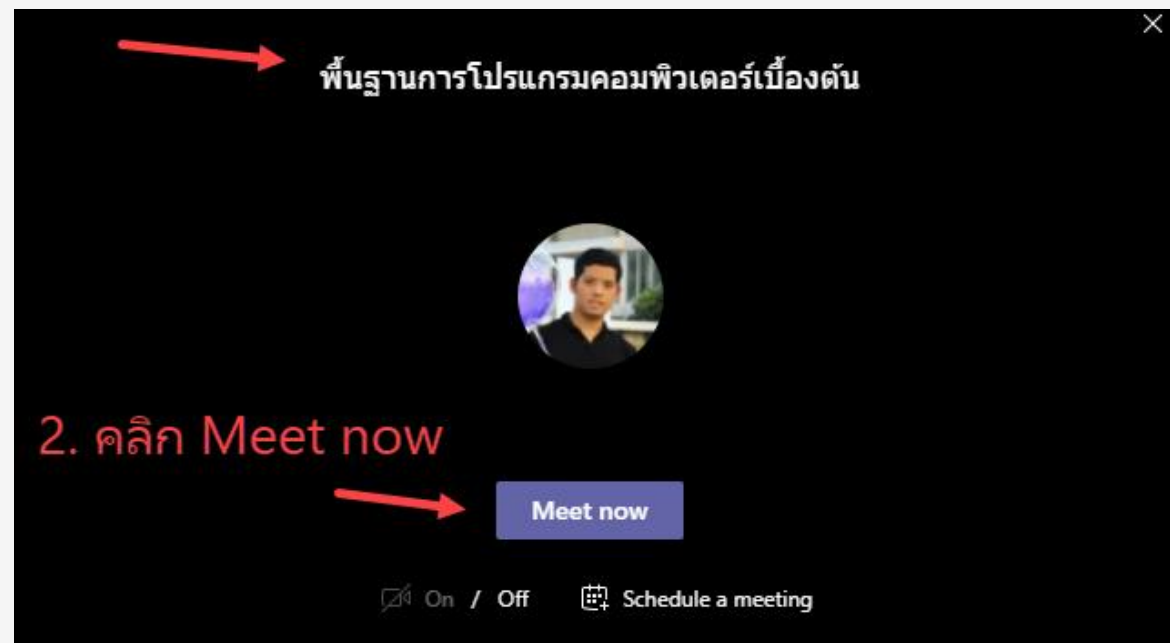 พื้นฐานการโปรแกรมคอมพิวเตอร์เบื้องต้น
2. คลิก Meet now
Meet now
On / Off Schedule a meeting